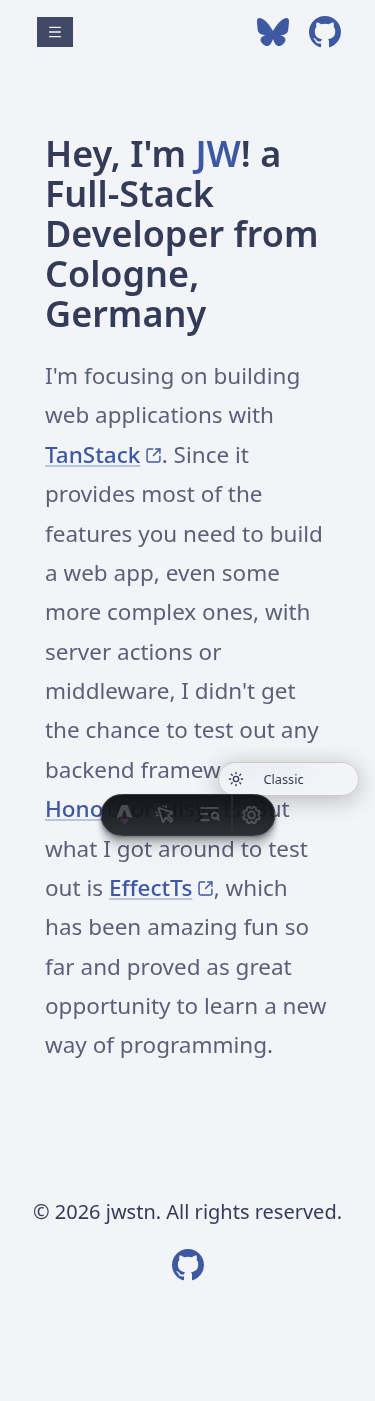 Hey, I'm JW! a
Full-Stack
Developer from
Cologne,
Germany
I'm focusing on building
web applications with
TanStack. Since it
provides most of the
features you need to build
a web app, even some
more complex ones, with
server actions or
middleware, I didn't get
the chance to test out any
backend
Classic
Hono
what I got around to test
out is EffectTs, which
has been amazing fun so
far and proved as great
opportunity to learn a new
way of programming.
© 2026 jwstn. All rights reserved.